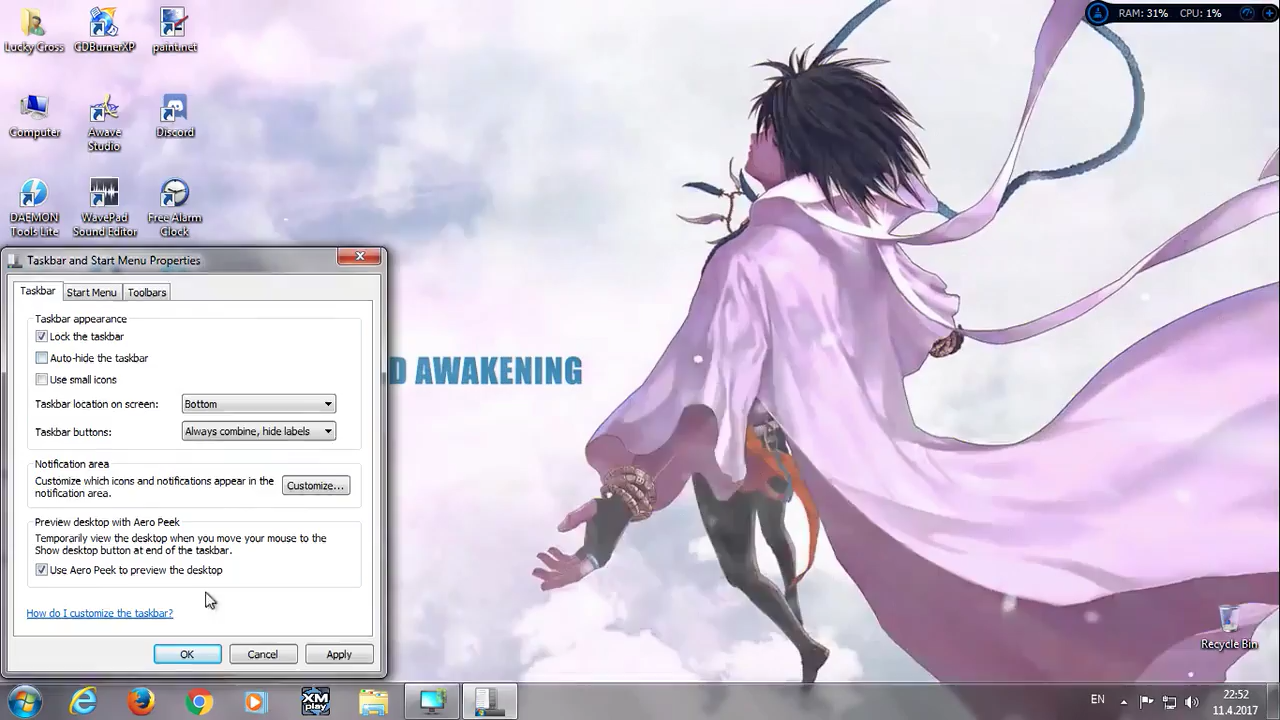 RAM: 31% CPU: 1%
Lucky Cross
CDBurnerXP
paint.net
Computer
Awave
Studio
Discord
DAEMON
Tools Lite
WavePad
Sound Editor
Free Alarm
Clock
Taskbar and Start Menu Properties
Taskbar
Start Menu
Toolbars
Taskbar appearance
Lock the taskbar
Auto-hide the taskbar
Use small icons
Taskbar location on screen:
Bottom
Taskbar buttons:
Always combine, hide labels
Notification area
Customize which icons and notifications appear in the
notification area.
Customize...
Preview desktop with Aero Peek
Temporarily view the desktop when you move your mouse to the
Show desktop button at end of the taskbar.
Use Aero Peek to preview the desktop
How do I customize the taskbar?
OK
Cancel
Apply
D AWAKENING
Recycle Bin
XM
play
EN
22:52
11.4.2017